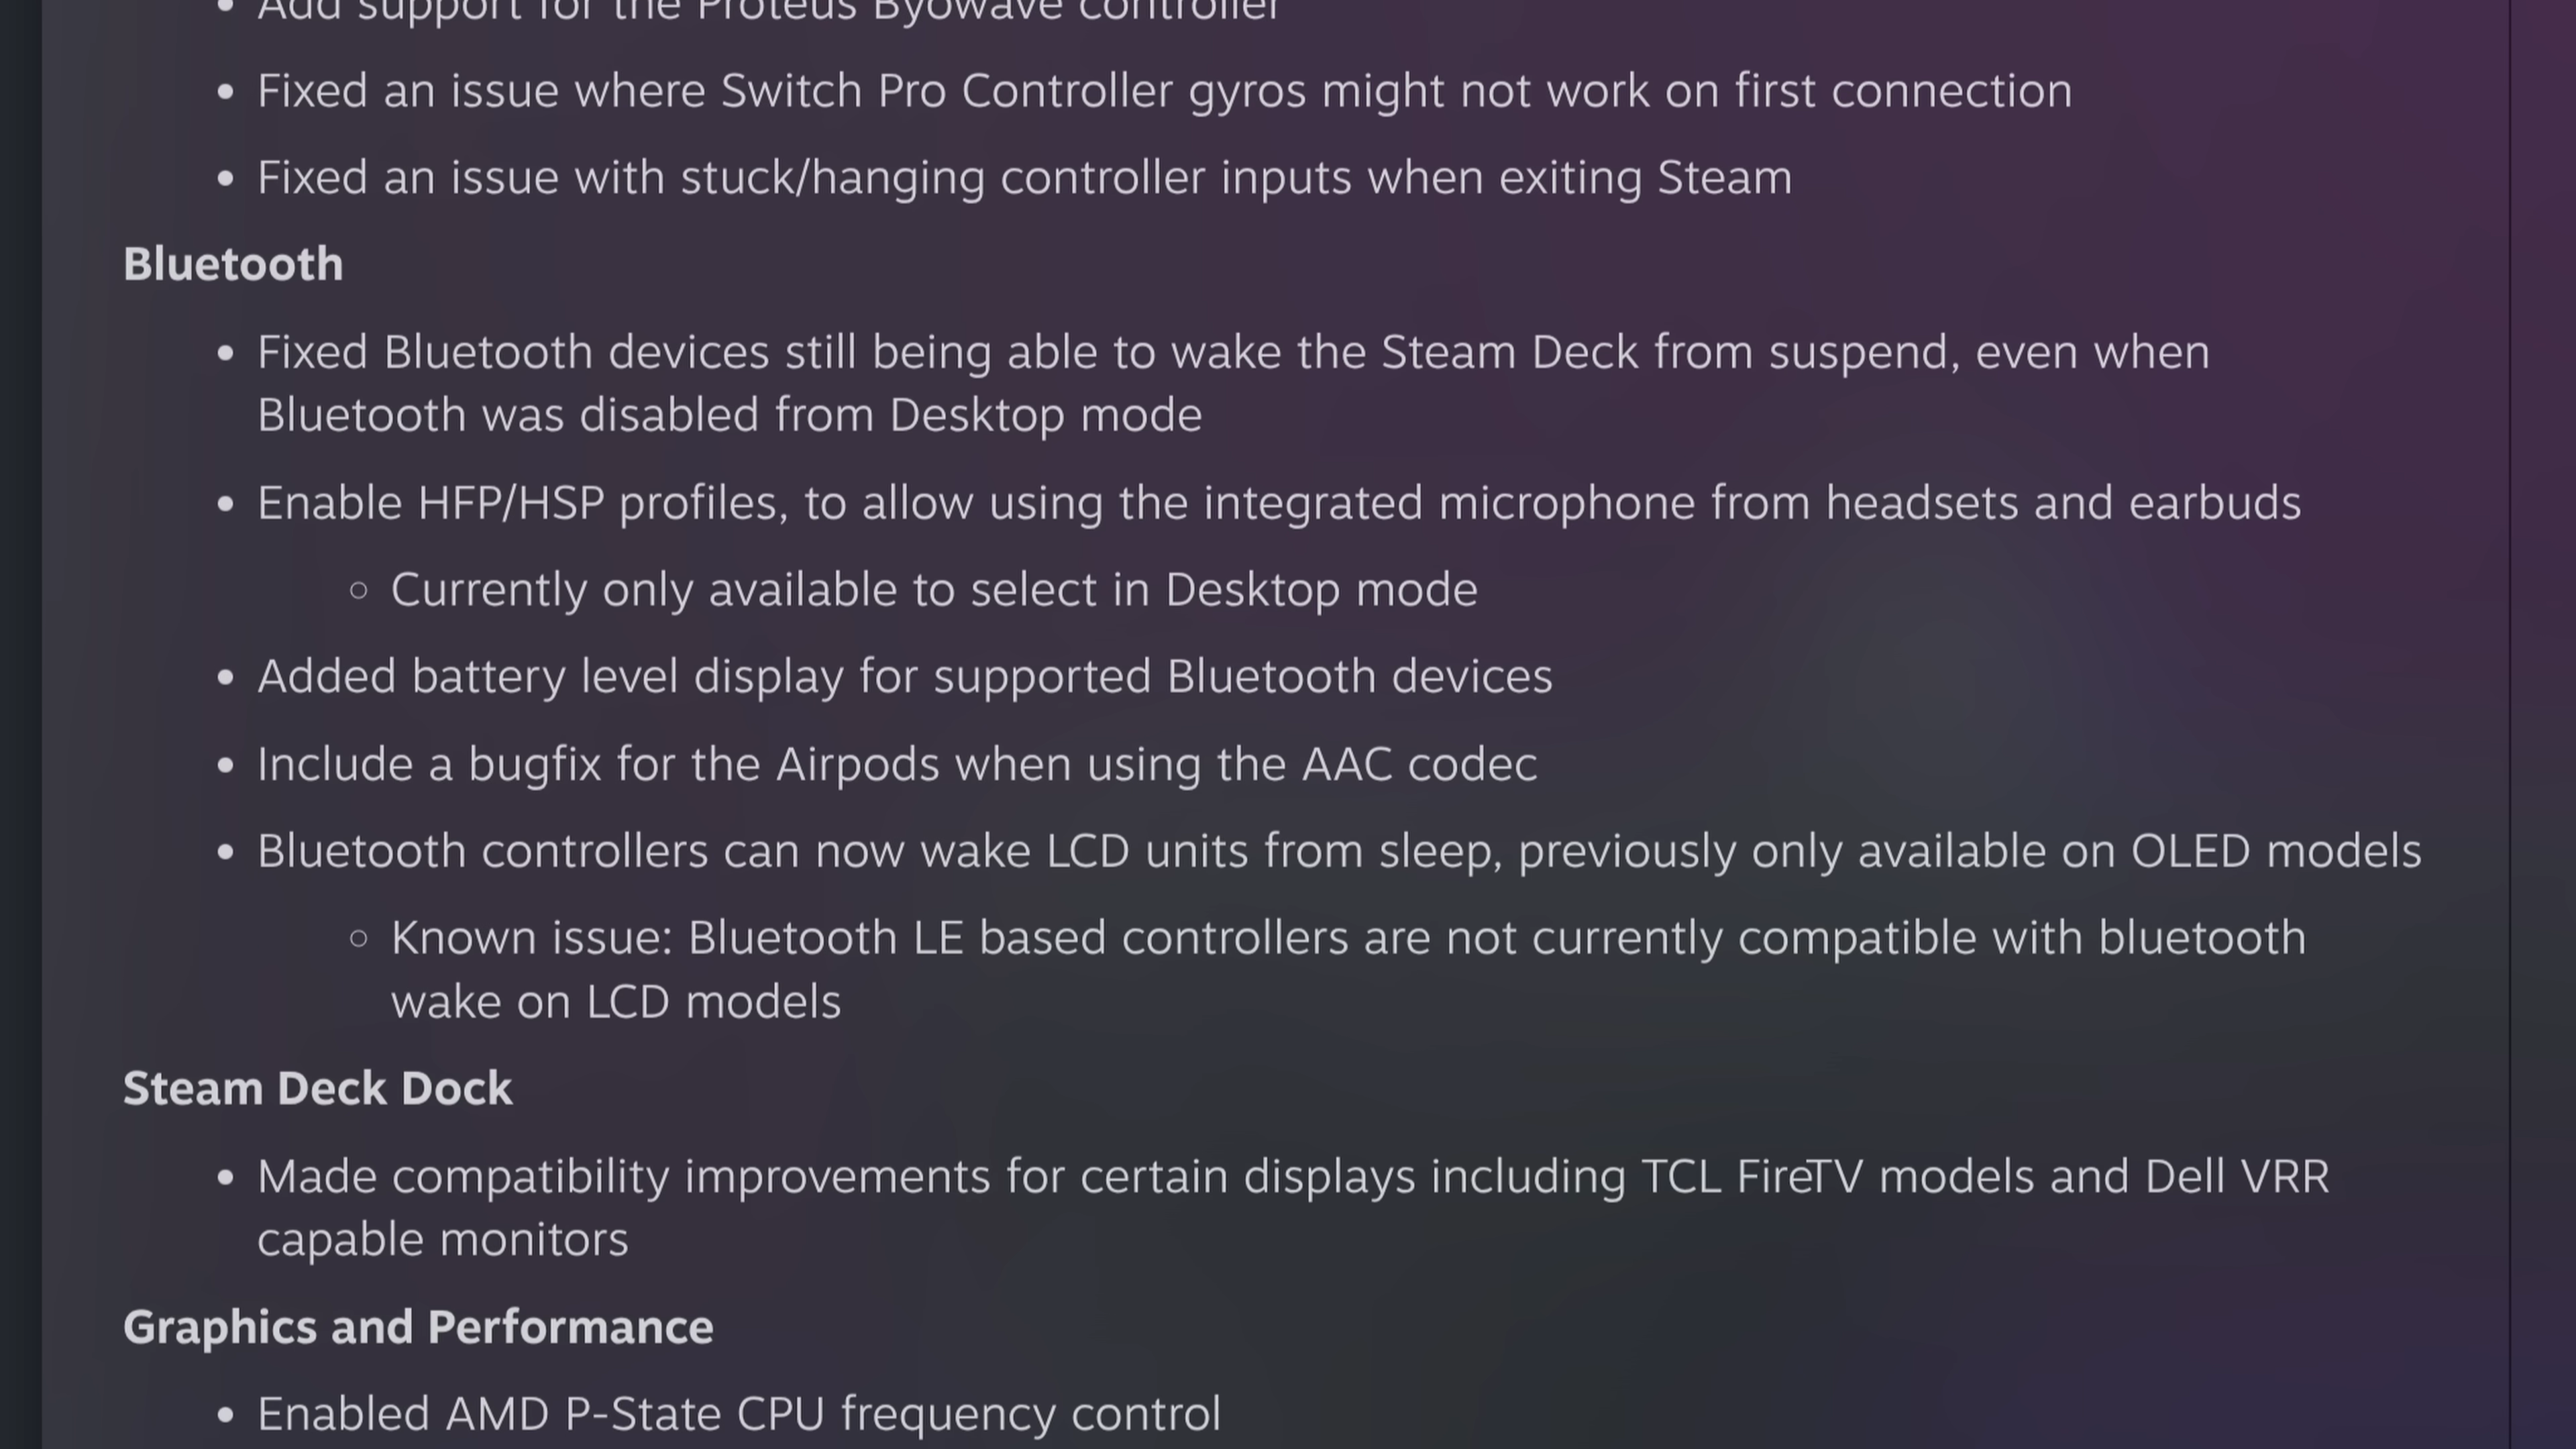 • Add support for the Proteus Byowave controller
• Fixed an issue where Switch Pro Controller gyros might not work on first connection
• Fixed an issue with stuck/hanging controller inputs when exiting Steam
Bluetooth
• Fixed Bluetooth devices still being able to wake the Steam Deck from suspend, even when
Bluetooth was disabled from Desktop mode
• Enable HFP/HSP profiles, to allow using the integrated microphone from headsets and earbuds
○ Currently only available to select in Desktop mode
• Added battery level display for supported Bluetooth devices
• Include a bugfix for the Airpods when using the AAC codec
• Bluetooth controllers can now wake LCD units from sleep, previously only available on OLED models
○ Known issue: Bluetooth LE based controllers are not currently compatible with bluetooth
wake on LCD models
Steam Deck Dock
• Made compatibility improvements for certain displays including TCL FireTV models and Dell VRR
capable monitors
Graphics and Performance
• Enabled AMD P-State CPU frequency control